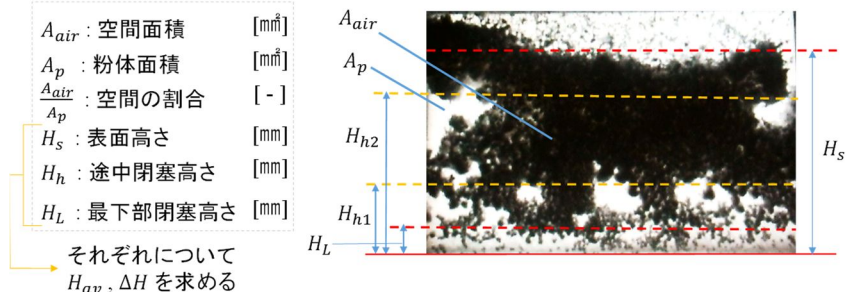 A_air : 空間面積 [㎟]
A_p : 粉体面積 [㎟]
A_air/A_p : 空間の割合 [ - ]
H_s : 表面高さ [㎜]
H_h : 途中閉塞高さ [㎜]
H_L : 最下部閉塞高さ [㎜]
それぞれについて
H_av , ΔH を求める
A_air
A_p
H_h2
H_h1
H_L
H_s